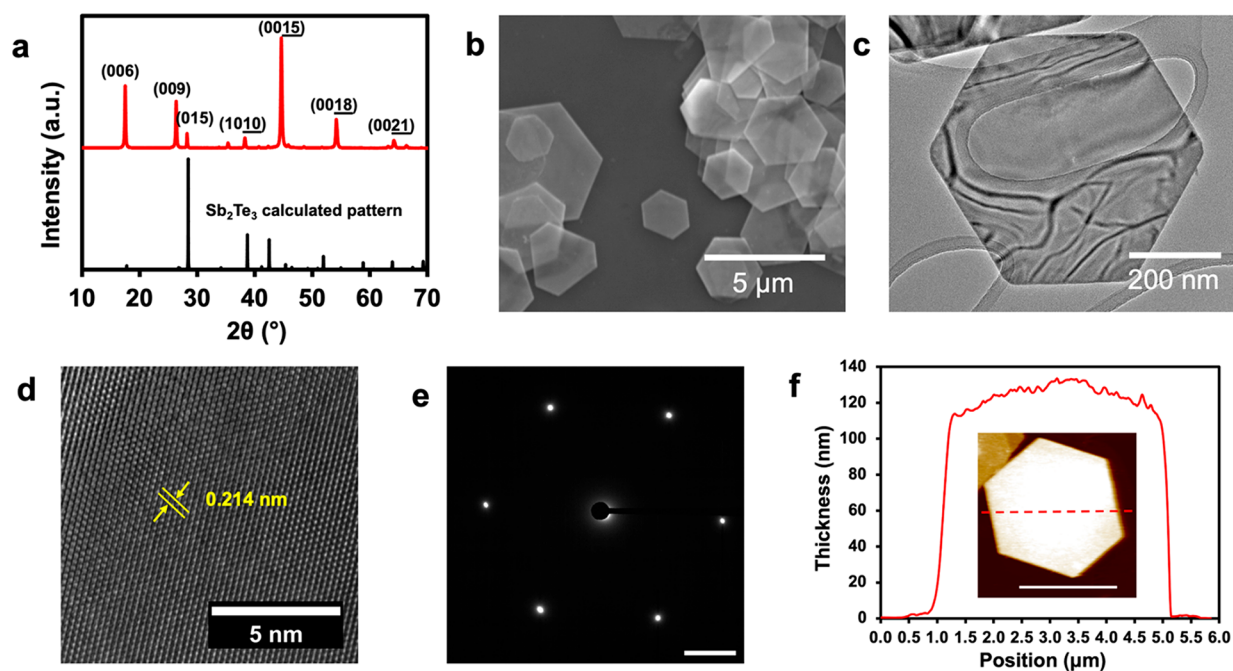 a
Intensity (a.u.)
(006)
(009)
(015)
(1010)
(0015)
(0018)
(0021)
Sb₂Te₃ calculated pattern
10 20 30 40 50 60 70
2θ (°)
b
5 µm
c
200 nm
d
0.214 nm
5 nm
e
f
Thickness (nm)
140
120
100
80
60
40
20
0
0.0 0.5 1.0 1.5 2.0 2.5 3.0 3.5 4.0 4.5 5.0 5.5 6.0
Position (µm)